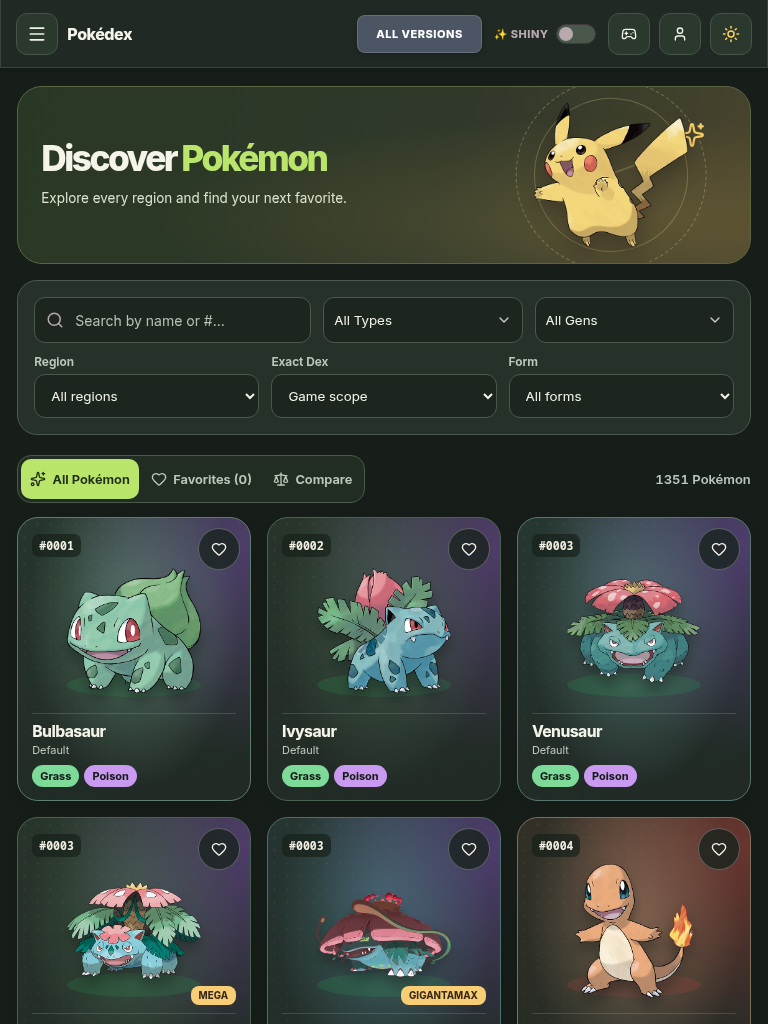 Pokédex
ALL VERSIONS
✨ SHINY
Discover Pokémon
Explore every region and find your next favorite.
Search by name or #...
All Types
All Gens
Region
Exact Dex
Form
All regions
Game scope
All forms
All Pokémon
Favorites (0)
Compare
1351 Pokémon
#0001
#0002
#0003
Bulbasaur
Default
Grass Poison
Ivysaur
Default
Grass Poison
Venusaur
Default
Grass Poison
#0003
MEGA
#0003
GIGANTAMAX
#0004